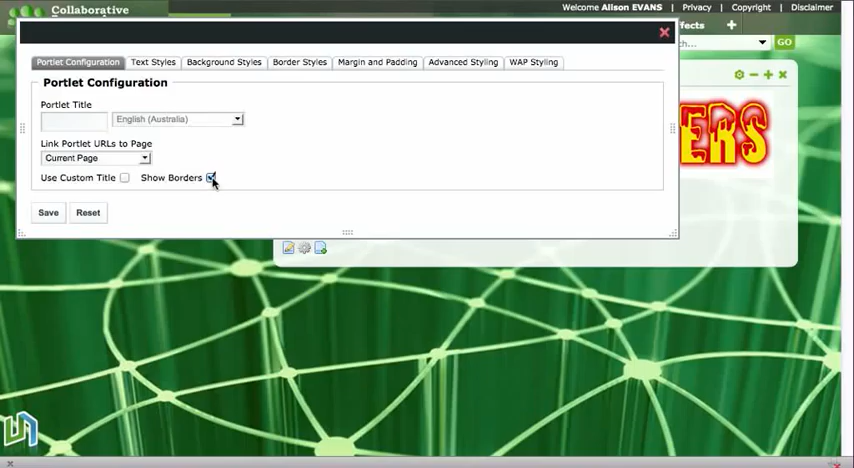 Collaborative
Welcome Alison EVANS | Privacy | Copyright | Disclaimer
ffects
ch... GO
Portlet Configuration Text Styles Background Styles Border Styles Margin and Padding Advanced Styling WAP Styling
Portlet Configuration
Portlet Title
English (Australia)
Link Portlet URLs to Page
Current Page
Use Custom Title Show Borders
Save Reset
ERS